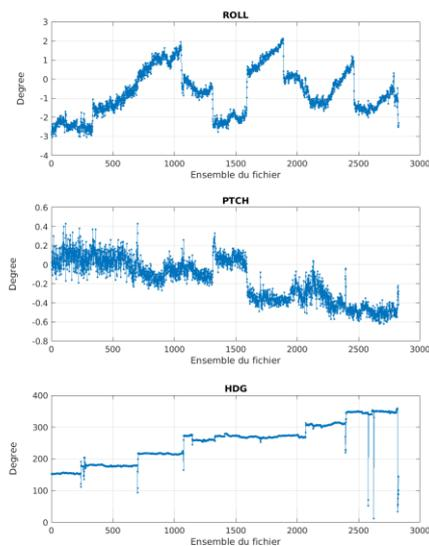 ROLL
3
2
1
0
-1
-2
-3
-4
0 500 1000 1500 2000 2500 3000
Degree
Ensemble du fichier
PTCH
0.6
0.4
0.2
0
-0.2
-0.4
-0.6
-0.8
0 500 1000 1500 2000 2500 3000
Degree
Ensemble du fichier
HDG
400
300
200
100
0
0 500 1000 1500 2000 2500 3000
Degree
Ensemble du fichier